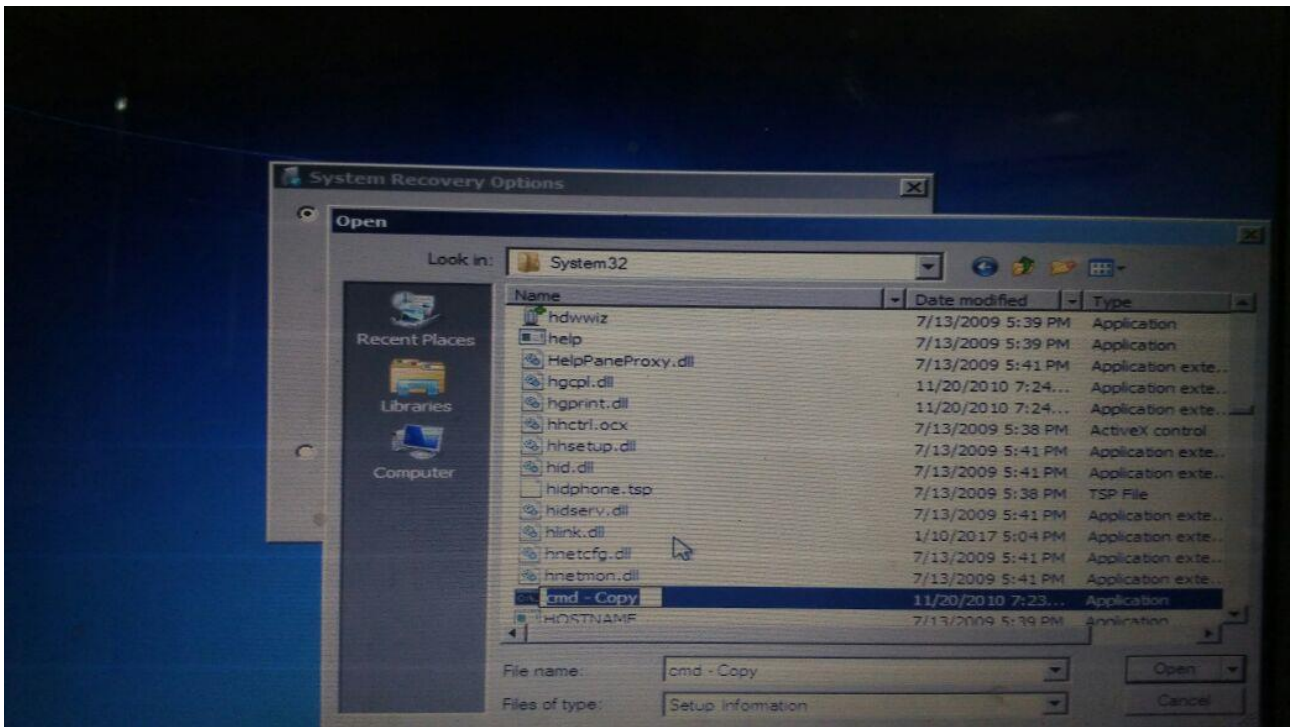 System Recovery Options
Open
Look in: System32
Name Date modified Type
Recent Places
Libraries
Computer
hdwwiz 7/13/2009 5:39 PM Application
help 7/13/2009 5:39 PM Application
HelpPaneProxy.dll 7/13/2009 5:41 PM Application exte..
hgcpl.dll 11/20/2010 7:24... Application exte..
hgprint.dll 11/20/2010 7:24... Application exte..
hhctrl.ocx 7/13/2009 5:38 PM ActiveX control
hhsetup.dll 7/13/2009 5:41 PM Application exte..
hid.dll 7/13/2009 5:41 PM Application exte..
hidphone.tsp 7/13/2009 5:38 PM TSP File
hidserv.dll 7/13/2009 5:41 PM Application exte..
hlink.dll 1/10/2017 5:04 PM Application exte..
hnetcfg.dll 7/13/2009 5:41 PM Application exte..
hnetmon.dll 7/13/2009 5:41 PM Application exte..
cmd - Copy 11/20/2010 7:23... Application
HOSTNAME 7/13/2009 5:39 PM Application
File name: cmd - Copy Open
Files of type: Setup Information Cancel